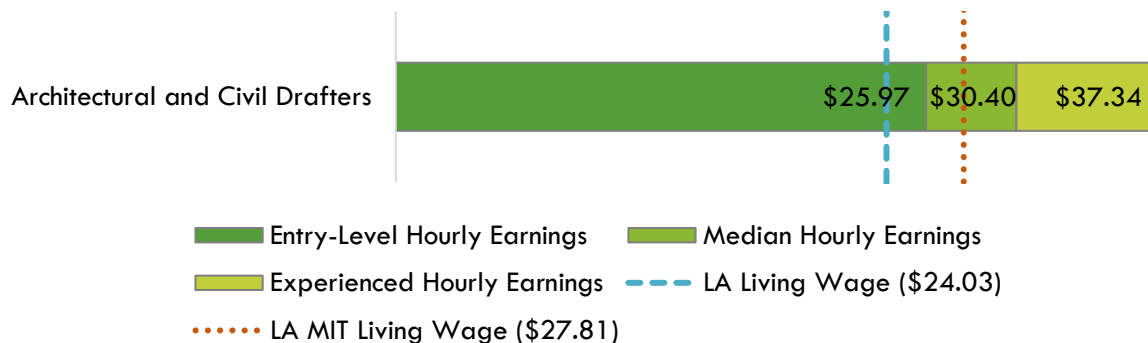 Architectural and Civil Drafters $25.97 $30.40 $37.34
Entry-Level Hourly Earnings Median Hourly Earnings
Experienced Hourly Earnings LA Living Wage ($24.03)
LA MIT Living Wage ($27.81)